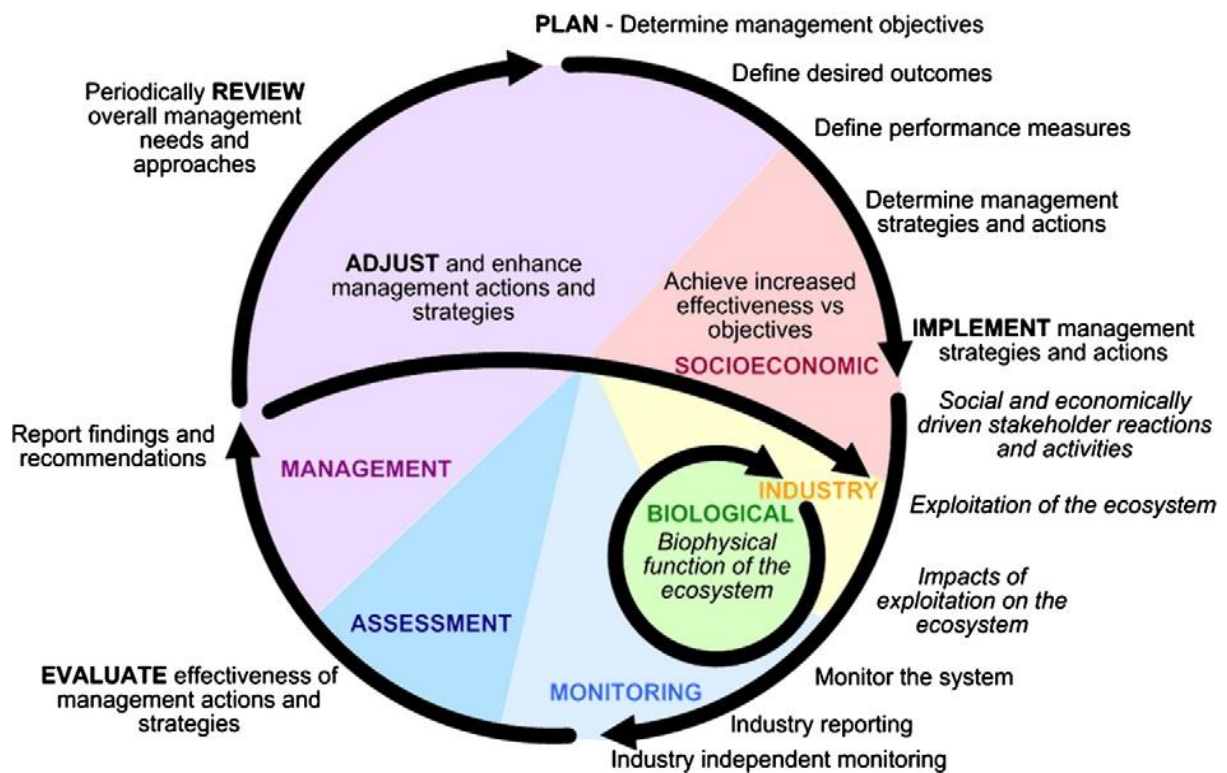 PLAN - Determine management objectives
Define desired outcomes
Define performance measures
Determine management
strategies and actions
IMPLEMENT management
strategies and actions
Social and economically
driven stakeholder reactions
and activities
Exploitation of the ecosystem
Impacts of
exploitation on the
ecosystem
Monitor the system
Industry reporting
Industry independent monitoring
EVALUATE effectiveness of
management actions and
strategies
Report findings and
recommendations
Periodically REVIEW
overall management
needs and
approaches
ADJUST and enhance
management actions and
strategies
Achieve increased
effectiveness vs
objectives
SOCIOECONOMIC
INDUSTRY
BIOLOGICAL
Biophysical
function of the
ecosystem
MANAGEMENT
ASSESSMENT
MONITORING